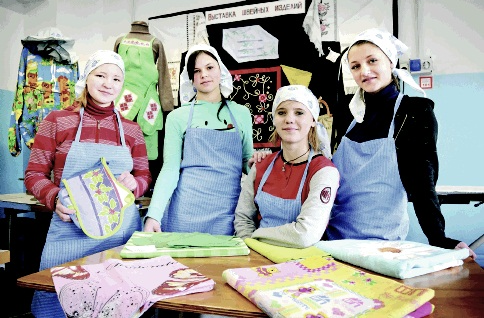 ВЫСТАВКА ШВЕЙНЫХ ИЗДЕЛИЙ